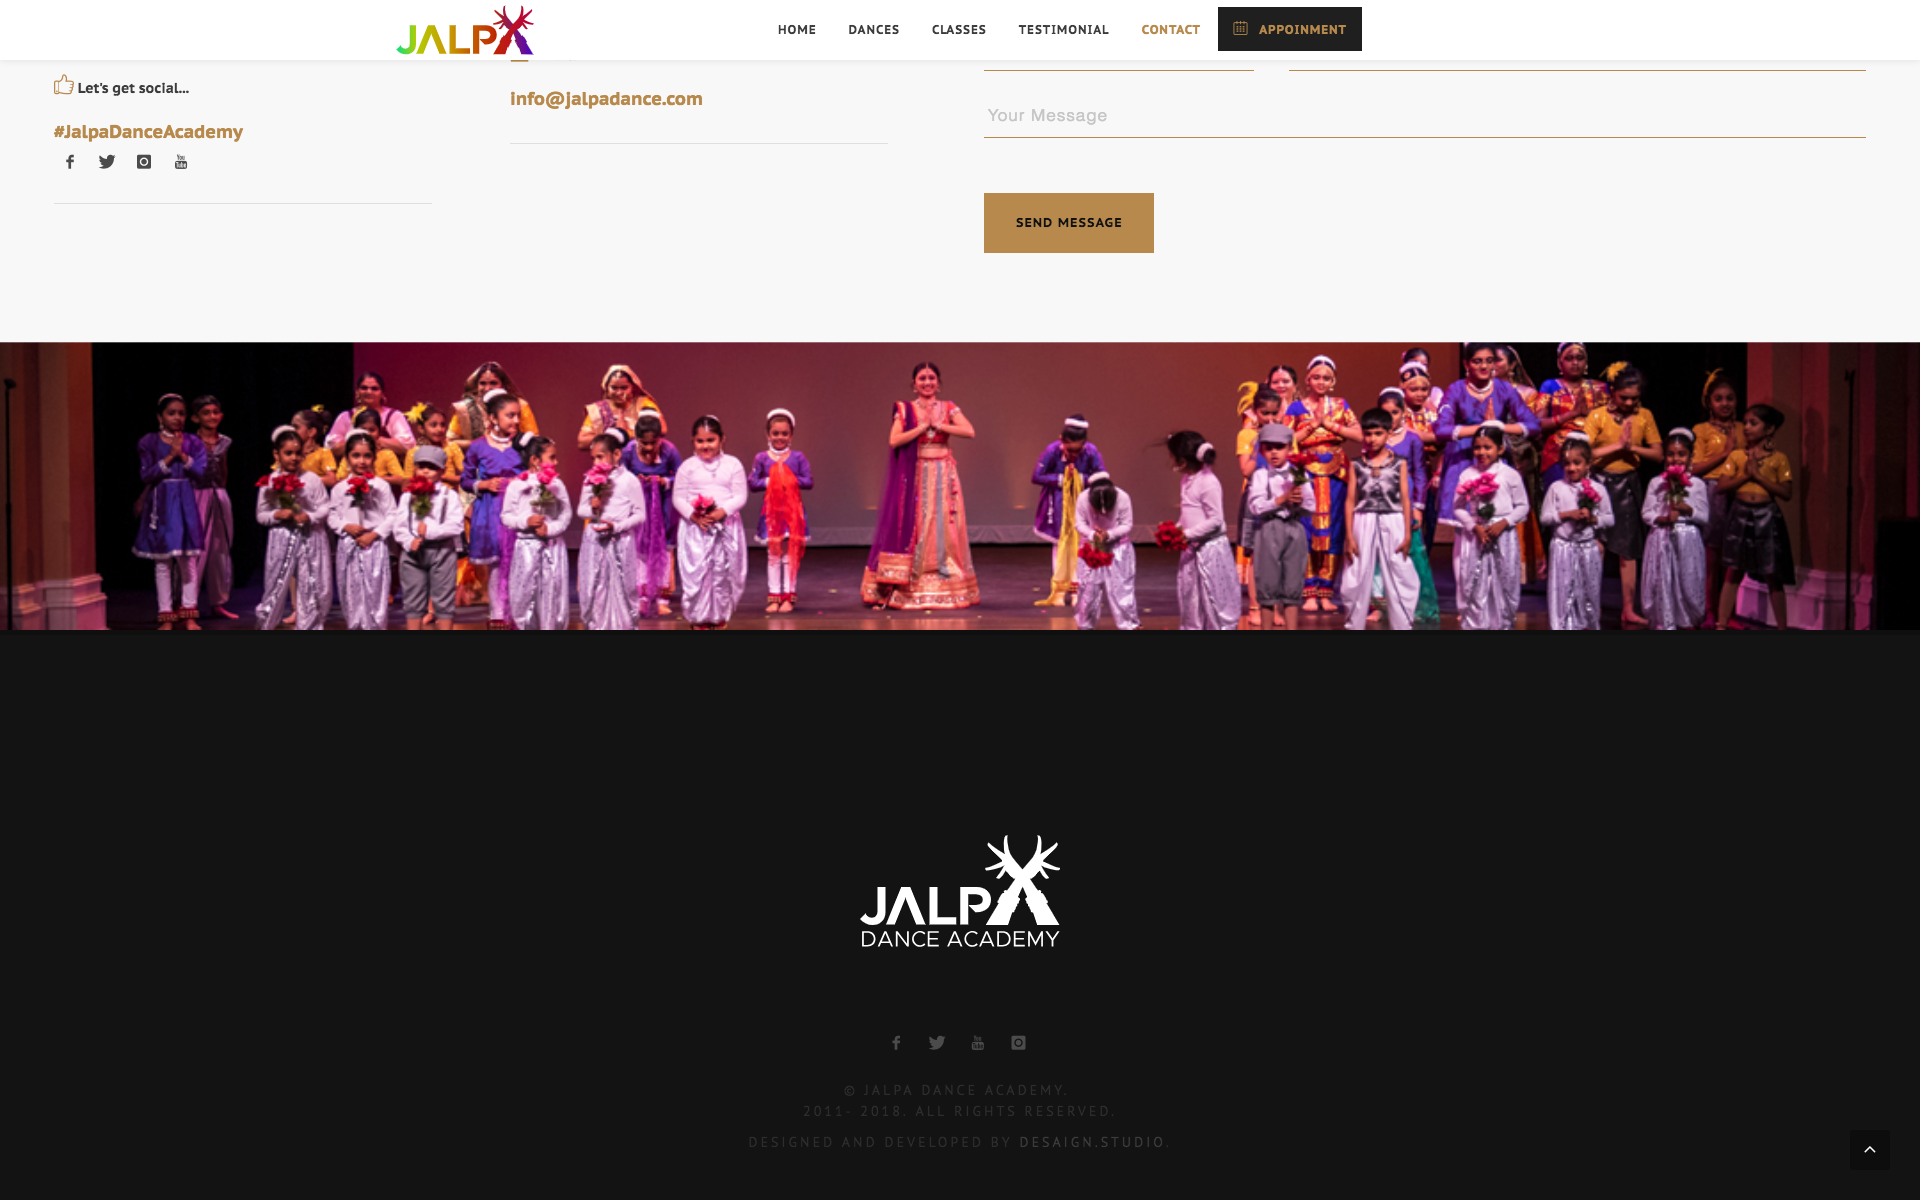 JALPA
HOME
DANCES
CLASSES
TESTIMONIAL
CONTACT
APPOINMENT
Let's get social...
#JalpaDanceAcademy
info@jalpadance.com
Your Message
SEND MESSAGE
JALPA
DANCE ACADEMY
© JALPA DANCE ACADEMY.
2011- 2018. ALL RIGHTS RESERVED.
DESIGNED AND DEVELOPED BY DESAIGN.STUDIO.